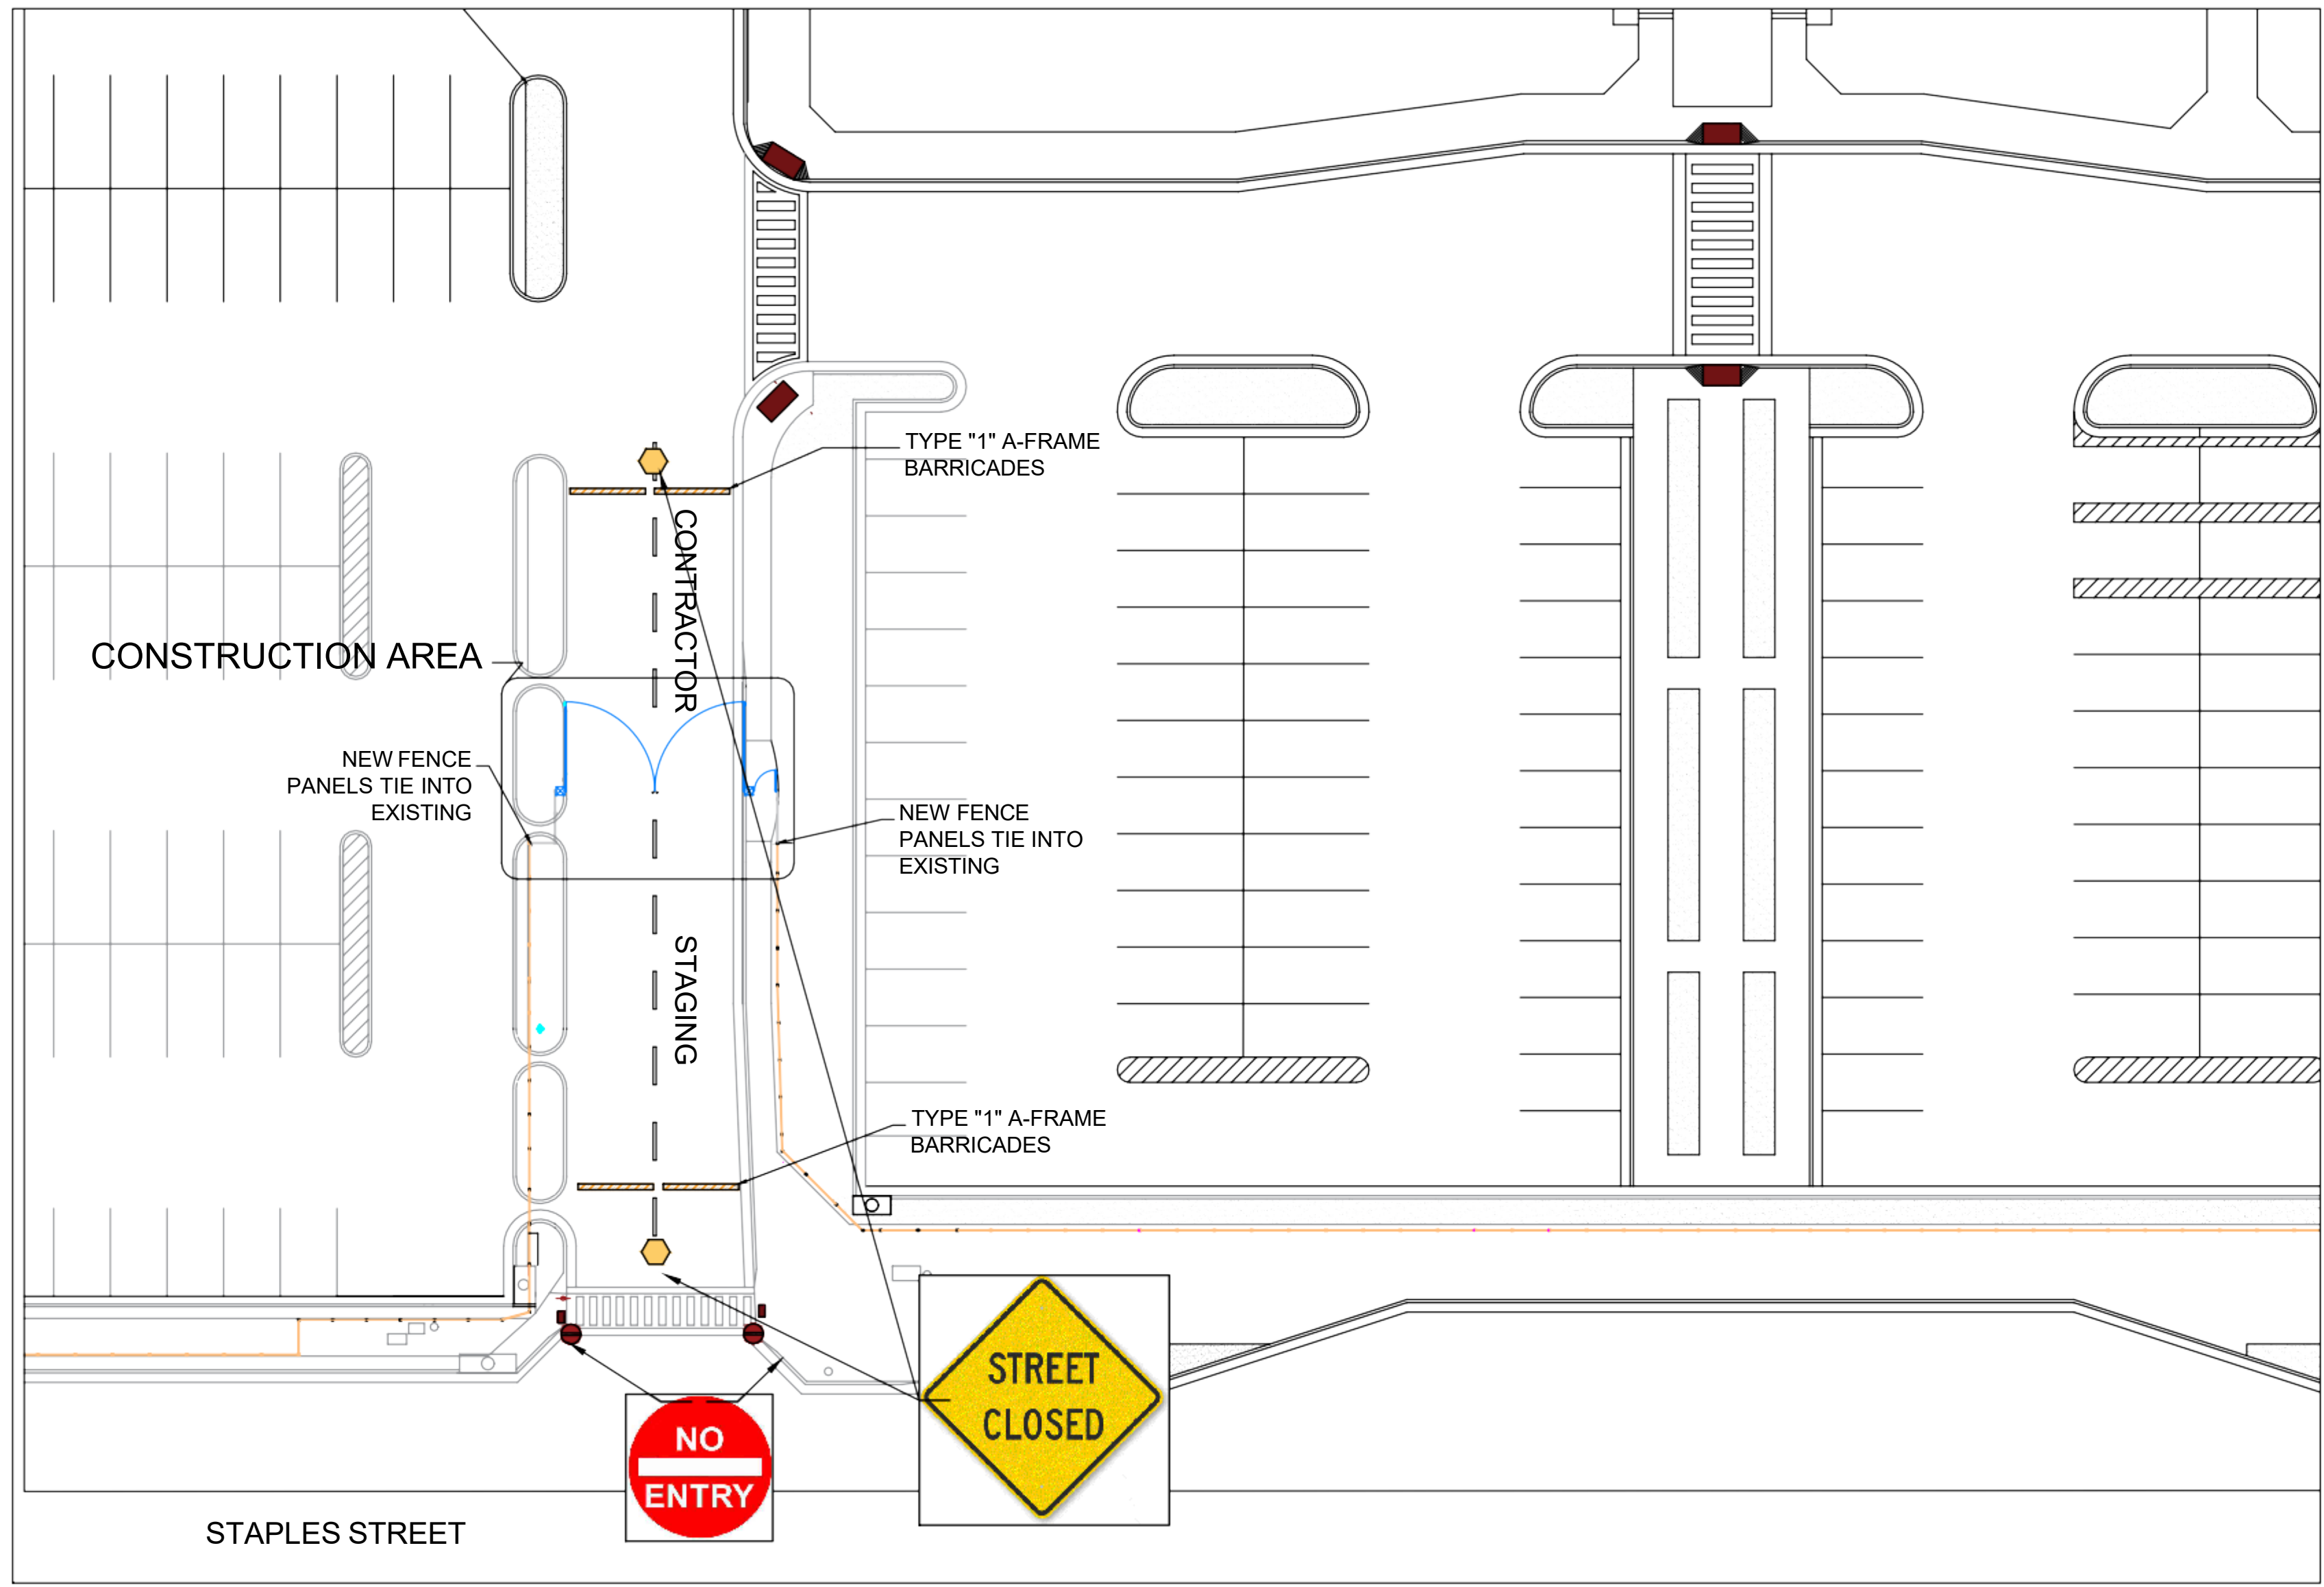 TYPE "1" A-FRAME
BARRICADES
CONTRACTOR
CONSTRUCTION AREA
NEW FENCE
PANELS TIE INTO
EXISTING
NEW FENCE
PANELS TIE INTO
EXISTING
STAGING
TYPE "1" A-FRAME
BARRICADES
STREET
CLOSED
NO
ENTRY
STAPLES STREET